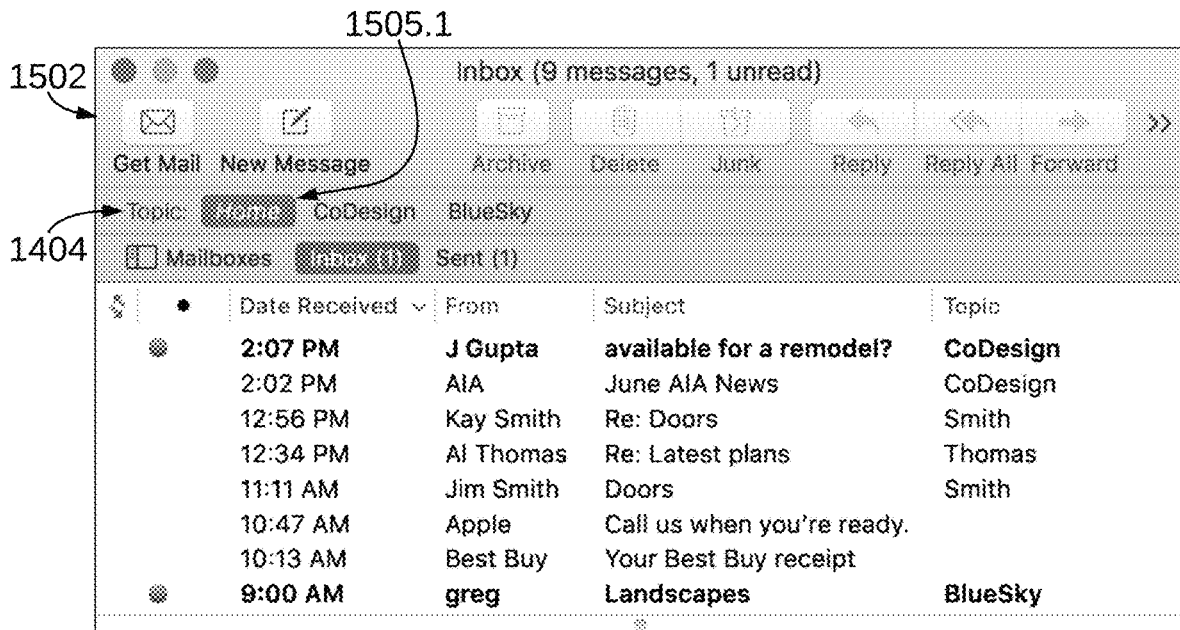 1505.1
1502
Inbox (9 messages, 1 unread)
Get Mail New Message Archive Delete Junk Reply Reply All Forward
Topic: Home CoDesign BlueSky
1404
Mailboxes Inbox (1) Sent (1)
Date Received From Subject Topic
2:07 PM J Gupta available for a remodel? CoDesign
2:02 PM AIA June AIA News CoDesign
12:56 PM Kay Smith Re: Doors Smith
12:34 PM Al Thomas Re: Latest plans Thomas
11:11 AM Jim Smith Doors Smith
10:47 AM Apple Call us when you're ready.
10:13 AM Best Buy Your Best Buy receipt
9:00 AM greg Landscapes BlueSky